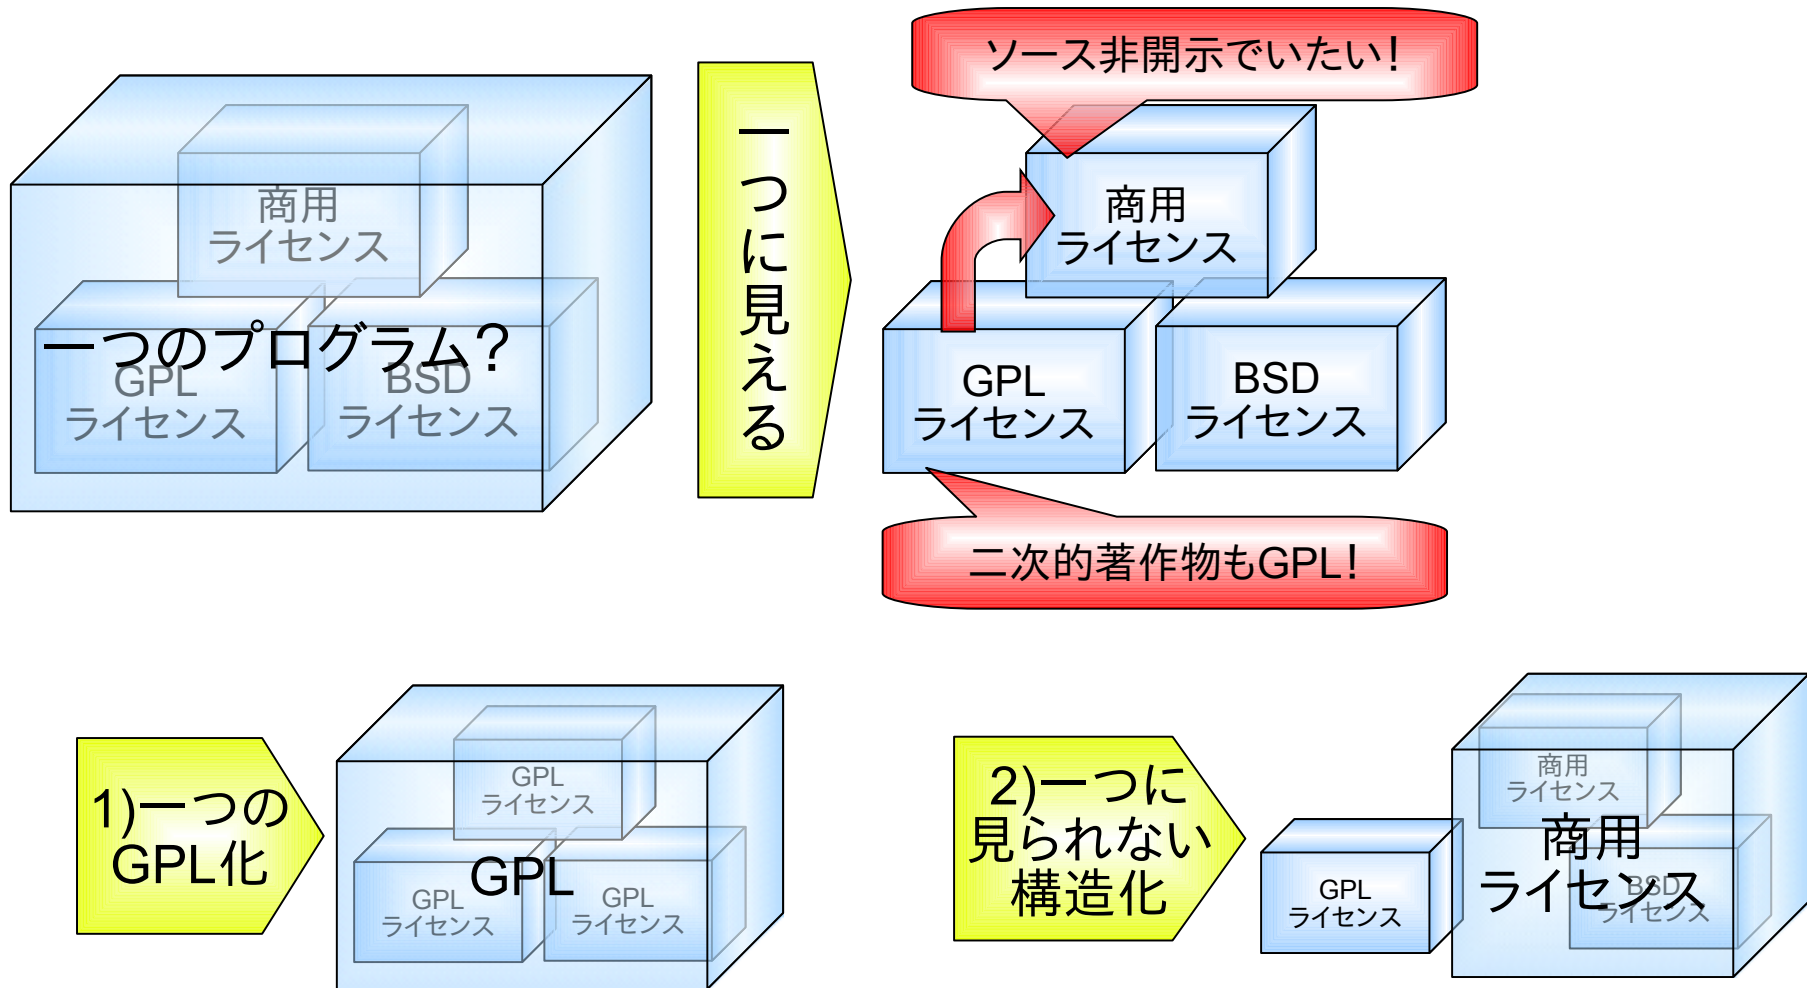 商用
ライセンス
一つのプログラム?
GPL
ライセンス
BSD
ライセンス
一つに見える
ソース非開示でいたい!
商用
ライセンス
GPL
ライセンス
BSD
ライセンス
二次的著作物もGPL!
1)一つの
GPL化
GPL
ライセンス
GPL
GPL
ライセンス
GPL
ライセンス
2)一つに
見られない
構造化
GPL
ライセンス
商用
ライセンス
商用
ライセンス
BSD
ライセンス